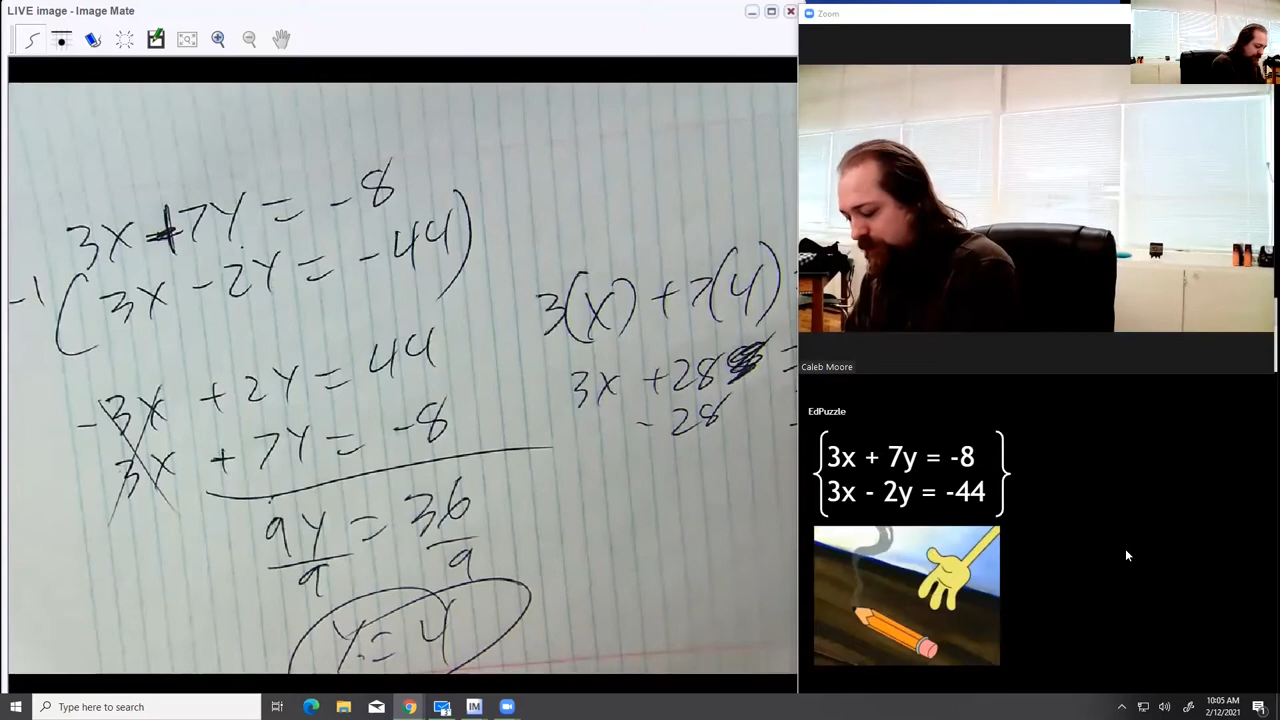 LIVE image - Image Mate
Zoom
3x + 7y = -8
-1(3x - 2y = -44)
-3x + 2y = 44
3x + 7y = -8
9y = 36
9 9
y = 4
3(x) + 7(4)
3x + 28 =
- 28 -
Caleb Moore
EdPuzzle
3x + 7y = -8
3x - 2y = -44
Type here to search
IM
10:05 AM
2/12/2021